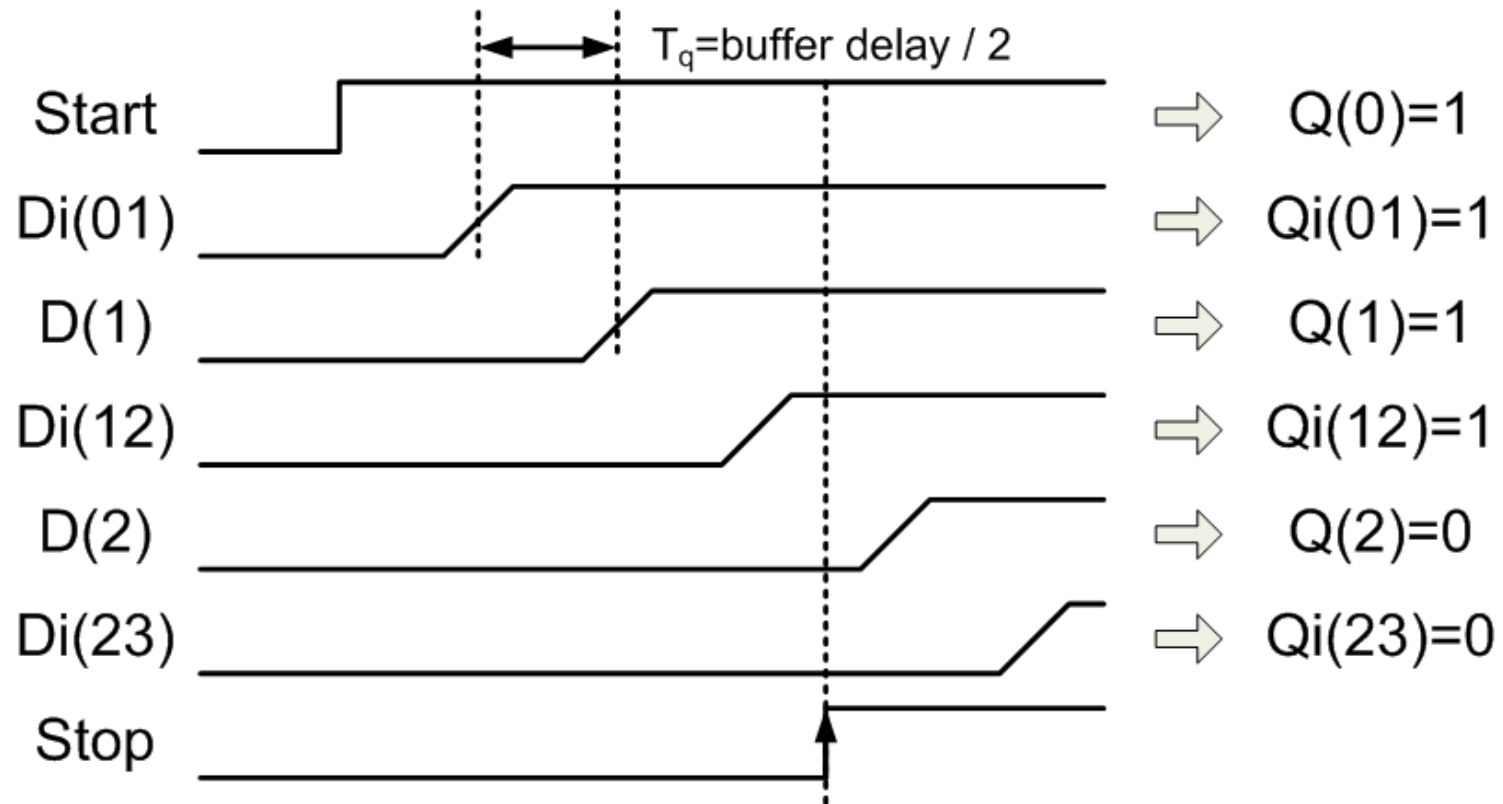 Tq=buffer delay / 2
Start Q(0)=1
Di(01) Qi(01)=1
D(1) Q(1)=1
Di(12) Qi(12)=1
D(2) Q(2)=0
Di(23) Qi(23)=0
Stop